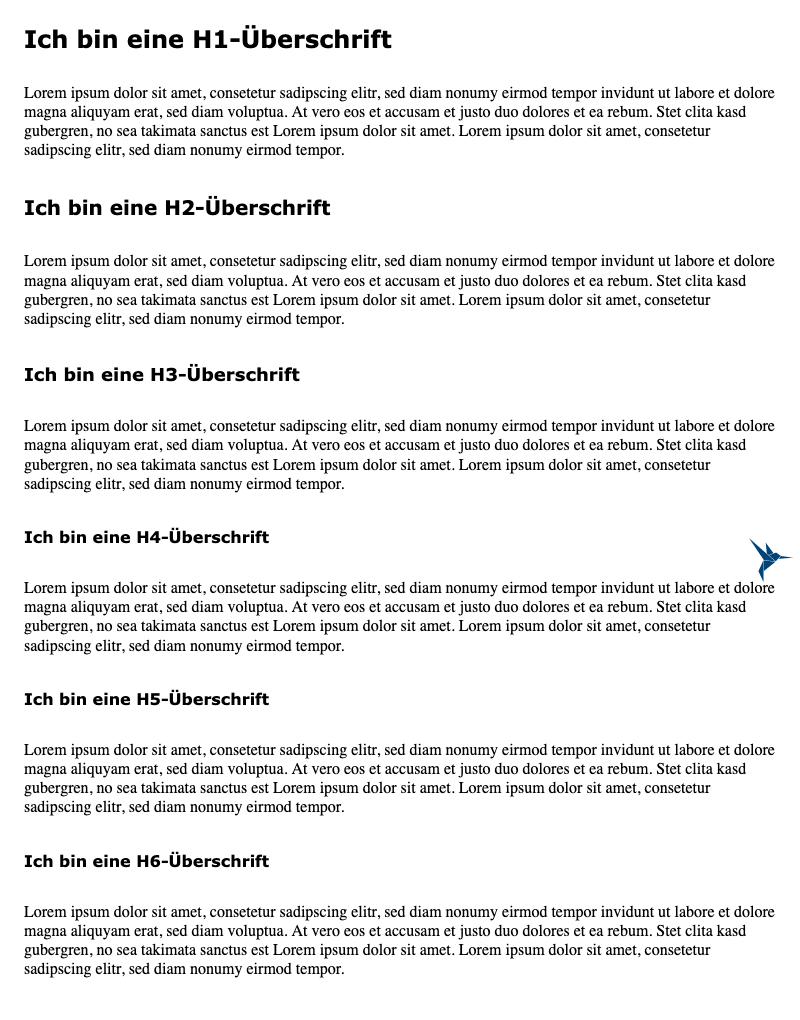 Ich bin eine H1-Überschrift
Lorem ipsum dolor sit amet, consetetur sadipscing elitr, sed diam nonumy eirmod tempor invidunt ut labore et dolore
magna aliquyam erat, sed diam voluptua. At vero eos et accusam et justo duo dolores et ea rebum. Stet clita kasd
gubergren, no sea takimata sanctus est Lorem ipsum dolor sit amet. Lorem ipsum dolor sit amet, consetetur
sadipscing elitr, sed diam nonumy eirmod tempor.
Ich bin eine H2-Überschrift
Lorem ipsum dolor sit amet, consetetur sadipscing elitr, sed diam nonumy eirmod tempor invidunt ut labore et dolore
magna aliquyam erat, sed diam voluptua. At vero eos et accusam et justo duo dolores et ea rebum. Stet clita kasd
gubergren, no sea takimata sanctus est Lorem ipsum dolor sit amet. Lorem ipsum dolor sit amet, consetetur
sadipscing elitr, sed diam nonumy eirmod tempor.
Ich bin eine H3-Überschrift
Lorem ipsum dolor sit amet, consetetur sadipscing elitr, sed diam nonumy eirmod tempor invidunt ut labore et dolore
magna aliquyam erat, sed diam voluptua. At vero eos et accusam et justo duo dolores et ea rebum. Stet clita kasd
gubergren, no sea takimata sanctus est Lorem ipsum dolor sit amet. Lorem ipsum dolor sit amet, consetetur
sadipscing elitr, sed diam nonumy eirmod tempor.
Ich bin eine H4-Überschrift
Lorem ipsum dolor sit amet, consetetur sadipscing elitr, sed diam nonumy eirmod tempor invidunt ut labore et dolore
magna aliquyam erat, sed diam voluptua. At vero eos et accusam et justo duo dolores et ea rebum. Stet clita kasd
gubergren, no sea takimata sanctus est Lorem ipsum dolor sit amet. Lorem ipsum dolor sit amet, consetetur
sadipscing elitr, sed diam nonumy eirmod tempor.
Ich bin eine H5-Überschrift
Lorem ipsum dolor sit amet, consetetur sadipscing elitr, sed diam nonumy eirmod tempor invidunt ut labore et dolore
magna aliquyam erat, sed diam voluptua. At vero eos et accusam et justo duo dolores et ea rebum. Stet clita kasd
gubergren, no sea takimata sanctus est Lorem ipsum dolor sit amet. Lorem ipsum dolor sit amet, consetetur
sadipscing elitr, sed diam nonumy eirmod tempor.
Ich bin eine H6-Überschrift
Lorem ipsum dolor sit amet, consetetur sadipscing elitr, sed diam nonumy eirmod tempor invidunt ut labore et dolore
magna aliquyam erat, sed diam voluptua. At vero eos et accusam et justo duo dolores et ea rebum. Stet clita kasd
gubergren, no sea takimata sanctus est Lorem ipsum dolor sit amet. Lorem ipsum dolor sit amet, consetetur
sadipscing elitr, sed diam nonumy eirmod tempor.